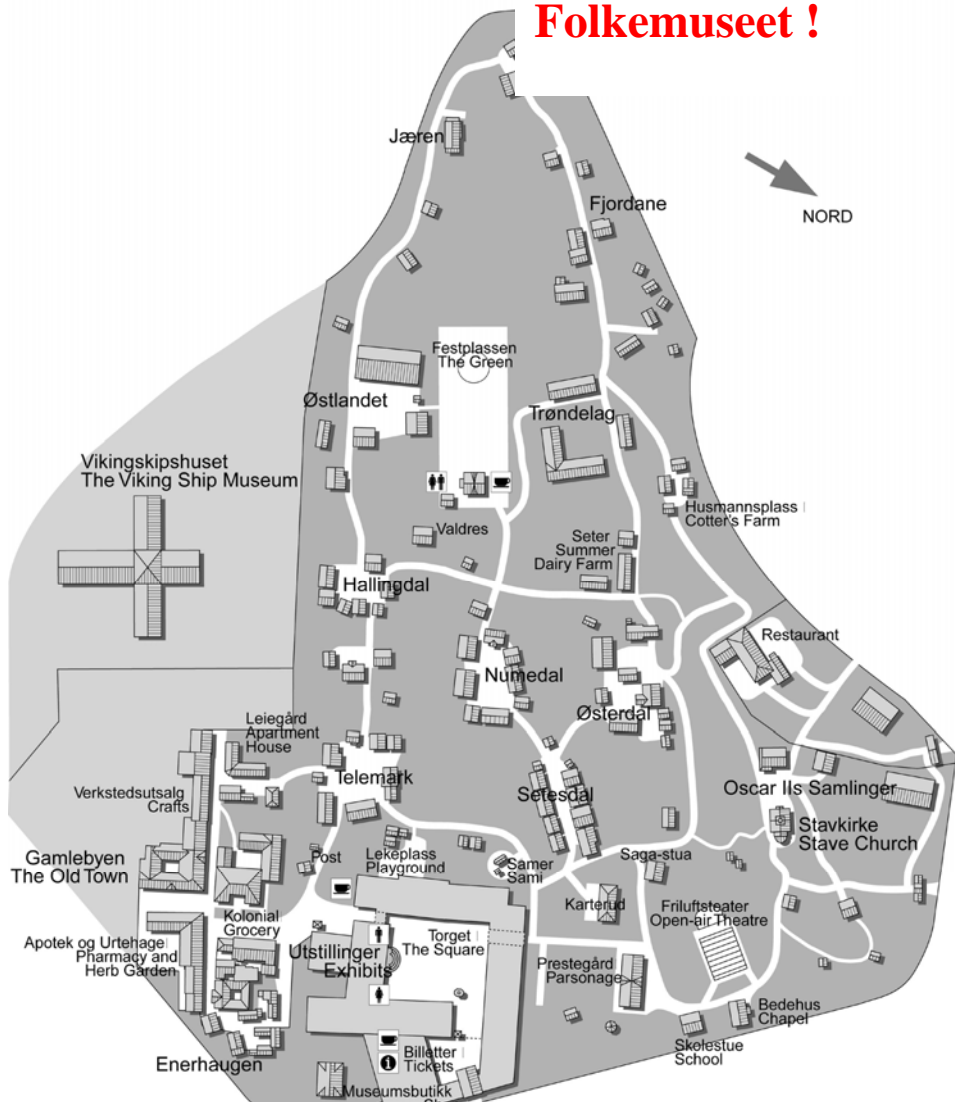 Folkemuseet !
Jæren
Fjordane
NORD
Festplassen
The Green
Østlandet
Trøndelag
Vikingskipshuset
The Viking Ship Museum
Husmannsplass
Cotter's Farm
Valdres
Seter
Summer
Dairy Farm
Hallingdal
Restaurant
Numedal
Østerdal
Leiegård
Apartment
House
Telemark
Verkstedsutsalg
Crafts
Setesdal
Oscar IIs Samlinger
Stavkirke
Stave Church
Gamlebyen
The Old Town
Post
Lekeplass
Playground
Samer
Sami
Saga-stua
Karterud
Friluftsteater
Open-air Theatre
Kolonial
Grocery
Apotek og Urtehage
Pharmacy and
Herb Garden
Utstillinger
Exhibits
Torget
The Square
Prestegård
Parsonage
Bedehus
Chapel
Skolestue
School
Enerhaugen
i
Billetter
Tickets
Museumsbutikk